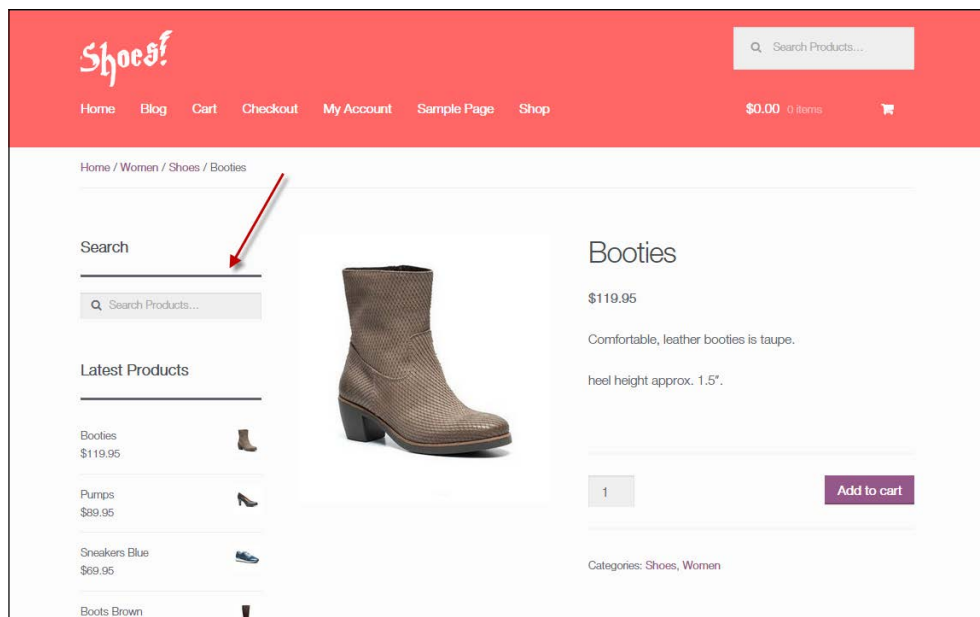 Shoes!
Search Products...
Home Blog Cart Checkout My Account Sample Page Shop
$0.00 0 items
Home / Women / Shoes / Booties
Search
Search Products...
Latest Products
Booties
$119.95
Pumps
$89.95
Sneakers Blue
$69.95
Boots Brown
Booties
$119.95
Comfortable, leather booties is taupe.
heel height approx. 1.5″.
1
Add to cart
Categories: Shoes, Women